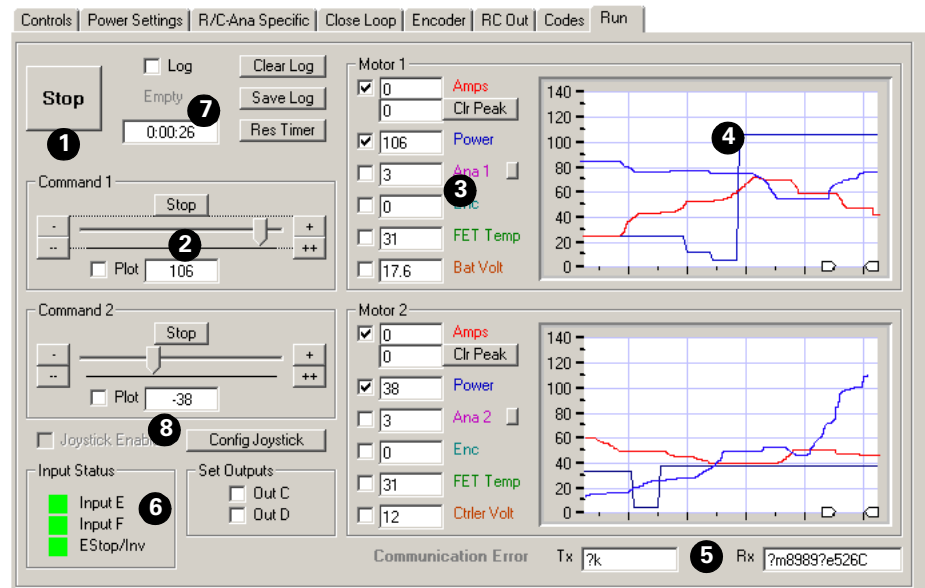 Controls Power Settings R/C-Ana Specific Close Loop Encoder RC Out Codes Run
Stop
1
Log
Empty
7
0:00:26
Clear Log
Save Log
Res Timer
Command 1
Stop
- +
-- ++
2
Plot 106
Command 2
Stop
- +
-- ++
Plot -38
8
Config Joystick
Joystick
Input Status
Input E
Input F
EStop/Inv
6
Set Outputs
Out C
Out D
Motor 1
0 Amps
0 Clr Peak
106 Power
3 Ana 1
3
0
31 FET Temp
17.6 Bat Volt
140
120
100
80
60
40
20
0
4
Motor 2
0 Amps
0 Clr Peak
38 Power
3 Ana 2
0 Enc
31 FET Temp
12 Ctrler Volt
140
120
100
80
60
40
20
0
Communication Error Tx ?k 5 Rx ?m8989?e526C